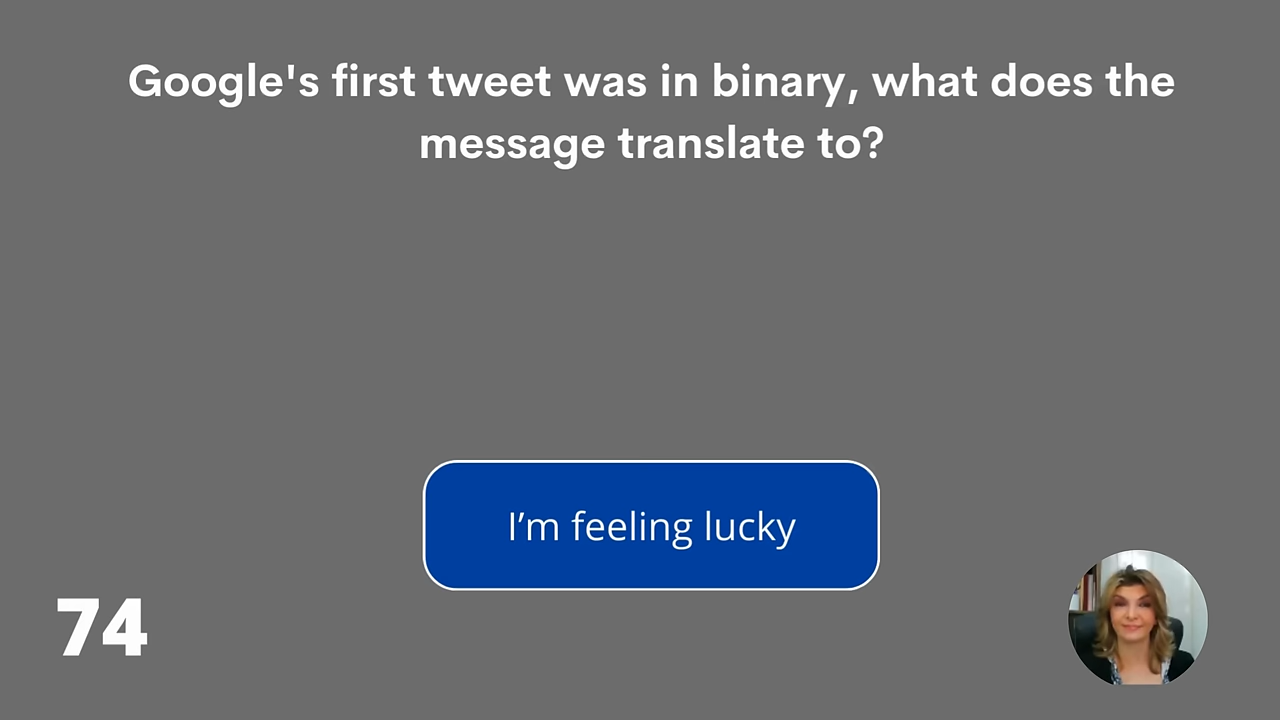 Google's first tweet was in binary, what does the
message translate to?
I’m feeling lucky
74